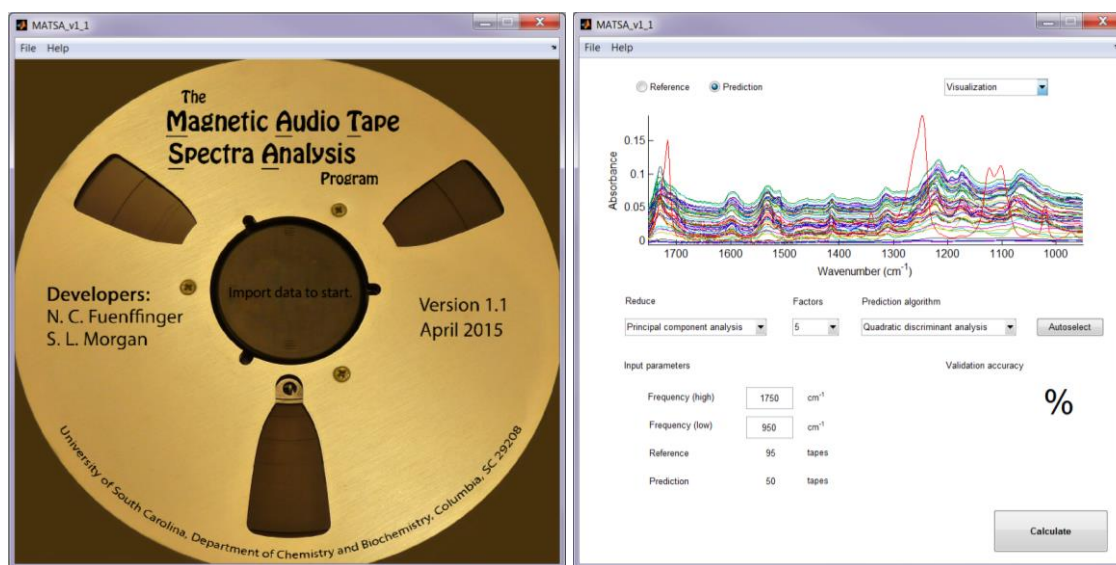 MATSA_v1_1
File Help
The
Magnetic Audio Tape
Spectra Analysis
Program
Import data to start.
Developers:
N. C. Fuenffinger
S. L. Morgan
Version 1.1
April 2015
University of South Carolina, Department of Chemistry and Biochemistry, Columbia, SC 29208
MATSA_v1_1
File Help
Reference Prediction Visualization
0.15
0.1
0.05
0
Absorbance
1700 1600 1500 1400 1300 1200 1100 1000
Wavenumber (cm⁻¹)
Reduce Factors Prediction algorithm
Principal component analysis 5 Quadratic discriminant analysis Autoselect
Input parameters Validation accuracy
Frequency (high) 1750 cm⁻¹
%
Frequency (low) 950 cm⁻¹
Reference 95 tapes
Prediction 50 tapes
Calculate